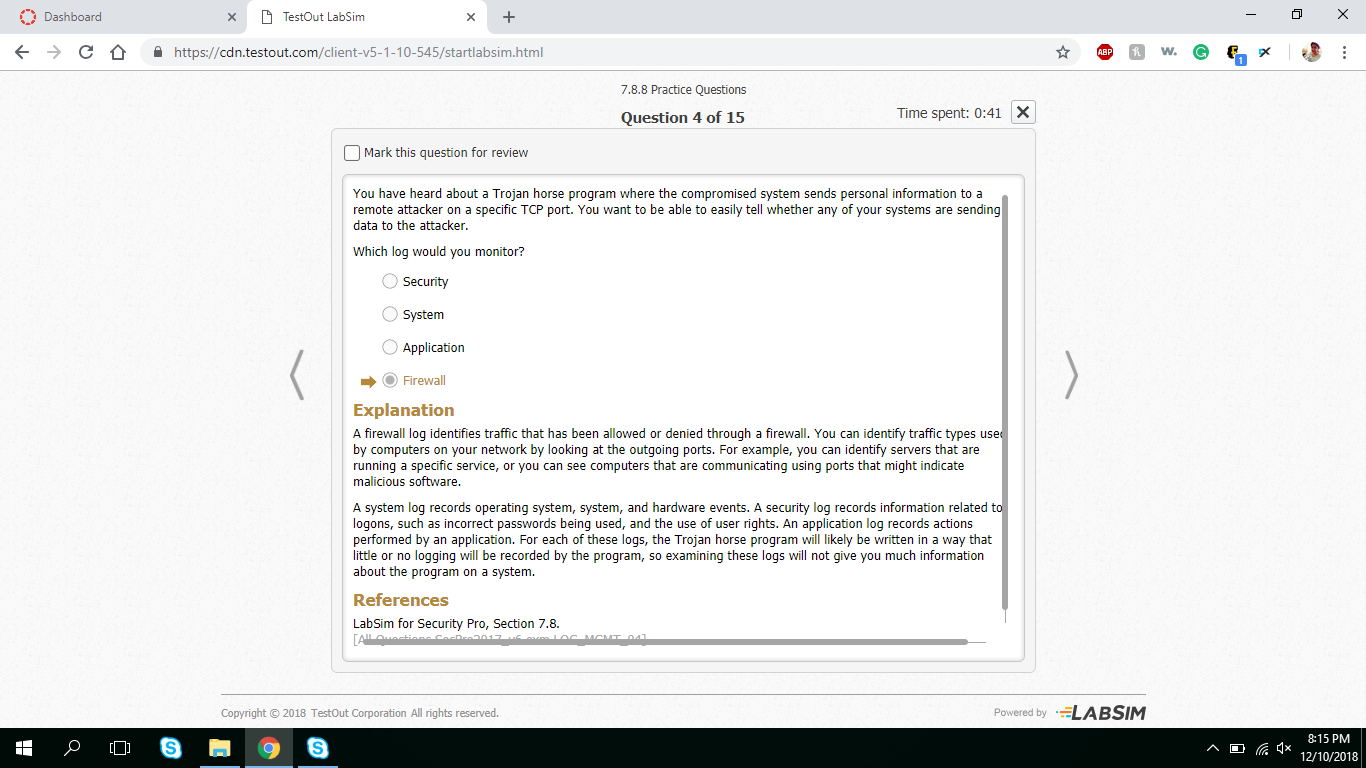 Dashboard
TestOut LabSim
https://cdn.testout.com/client-v5-1-10-545/startlabsim.html
ABP
w.
1
7.8.8 Practice Questions
Question 4 of 15
Time spent: 0:41
Mark this question for review
You have heard about a Trojan horse program where the compromised system sends personal information to a
remote attacker on a specific TCP port. You want to be able to easily tell whether any of your systems are sending
data to the attacker.
Which log would you monitor?
Security
System
Application
Firewall
Explanation
A firewall log identifies traffic that has been allowed or denied through a firewall. You can identify traffic types used
by computers on your network by looking at the outgoing ports. For example, you can identify servers that are
running a specific service, or you can see computers that are communicating using ports that might indicate
malicious software.
A system log records operating system, system, and hardware events. A security log records information related to
logons, such as incorrect passwords being used, and the use of user rights. An application log records actions
performed by an application. For each of these logs, the Trojan horse program will likely be written in a way that
little or no logging will be recorded by the program, so examining these logs will not give you much information
about the program on a system.
References
LabSim for Security Pro, Section 7.8.
[All Questions SecPro2017_v6.exm LOG_MGMT_04]
Copyright © 2018 TestOut Corporation All rights reserved.
Powered by LABSIM
8:15 PM
12/10/2018